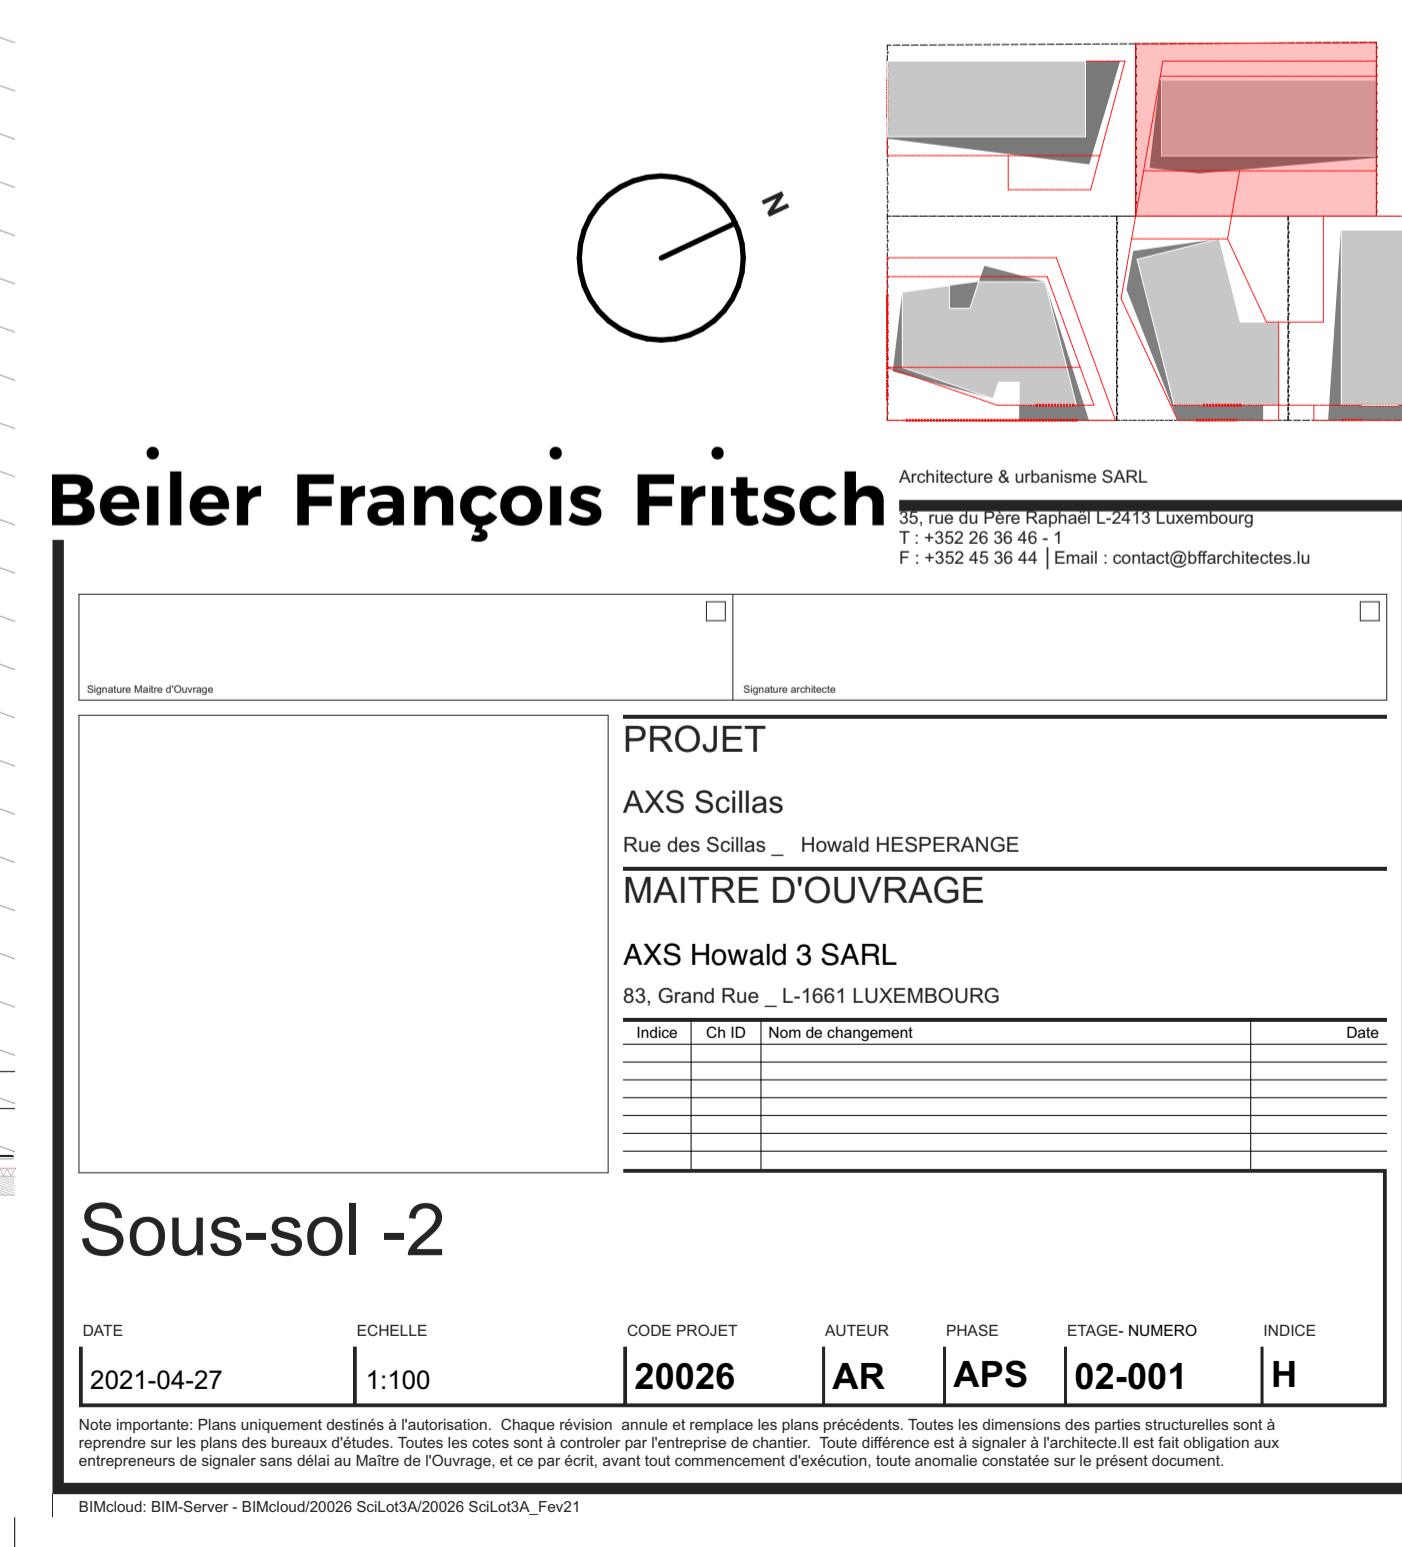 N
Beiler François Fritsch
Architecture & urbanisme SARL
35, rue du Père Raphaël L-2413 Luxembourg
T : +352 26 36 46 - 1
F : +352 45 36 44 | Email : contact@bffarchitectes.lu
Signature Maitre d'Ouvrage
Signature architecte
PROJET
AXS Scillas
Rue des Scillas _ Howald HESPERANGE
MAITRE D'OUVRAGE
AXS Howald 3 SARL
83, Grand Rue _ L-1661 LUXEMBOURG
Indice Ch ID Nom de changement Date
Sous-sol -2
DATE ECHELLE CODE PROJET AUTEUR PHASE ETAGE- NUMERO INDICE
2021-04-27 1:100 20026 AR APS 02-001 H
Note importante: Plans uniquement destinés à l'autorisation. Chaque révision annule et remplace les plans précédents. Toutes les dimensions des parties structurelles sont à
reprendre sur les plans des bureaux d'études. Toutes les cotes sont à controler par l'entreprise de chantier. Toute différence est à signaler à l'architecte.Il est fait obligation aux
entrepreneurs de signaler sans délai au Maître de l'Ouvrage, et ce par écrit, avant tout commencement d'exécution, toute anomalie constatée sur le présent document.
BIMcloud: BIM-Server - BIMcloud/20026 SciLot3A/20026 SciLot3A_Fev21